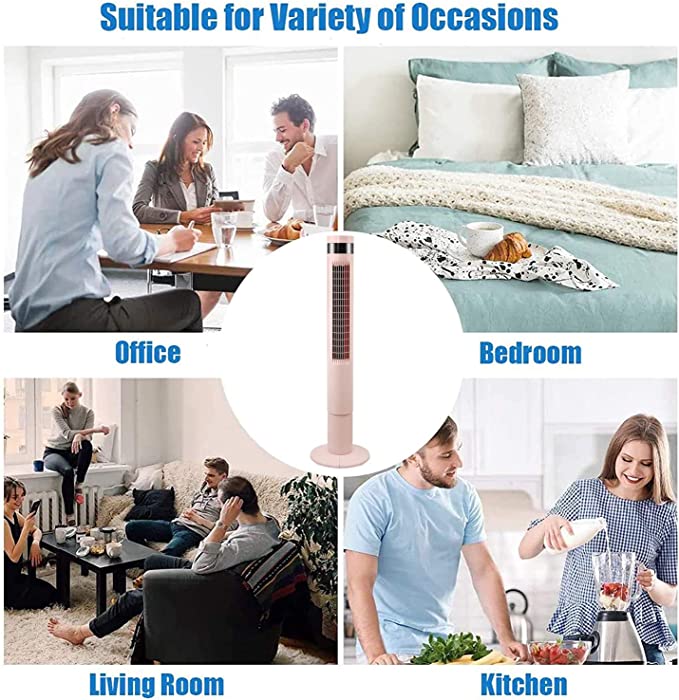 Suitable for Variety of Occasions
Office
Bedroom
Living Room
Kitchen